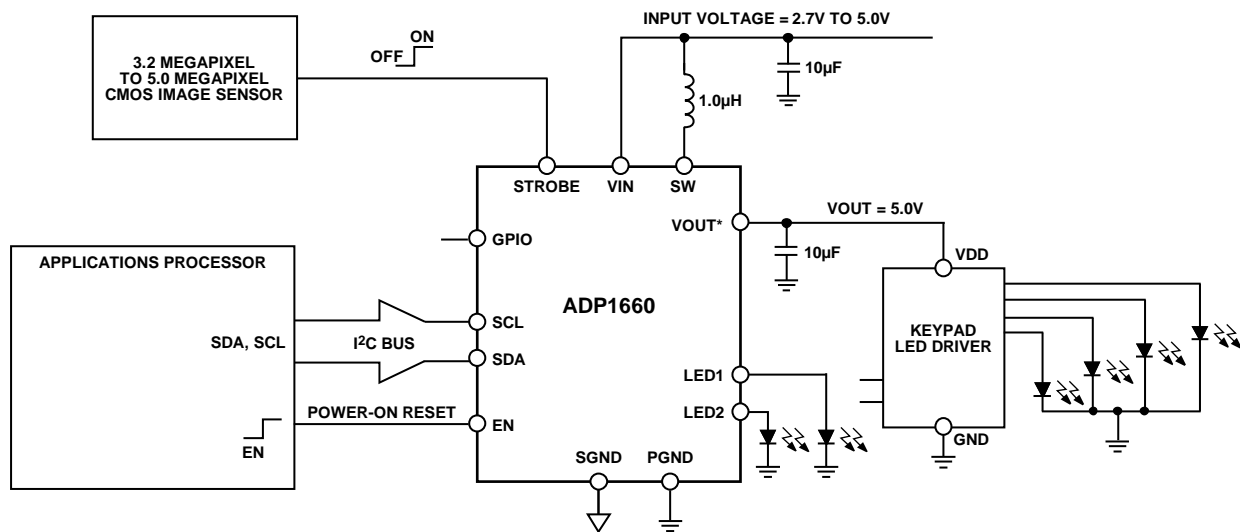 INPUT VOLTAGE = 2.7V TO 5.0V
ON
OFF
3.2 MEGAPIXEL
TO 5.0 MEGAPIXEL
CMOS IMAGE SENSOR
10µF
1.0µH
STROBE
VIN
SW
VOUT*
VOUT = 5.0V
GPIO
10µF
VDD
APPLICATIONS PROCESSOR
ADP1660
SCL
SDA, SCL
I²C BUS
SDA
KEYPAD
LED DRIVER
LED1
LED2
POWER-ON RESET
EN
EN
GND
SGND
PGND